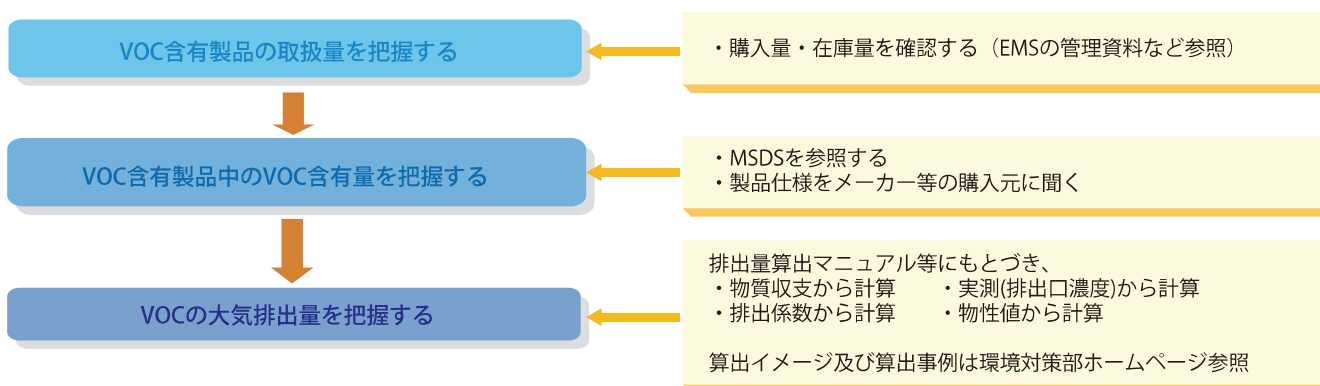 VOC含有製品の取扱量を把握する
・購入量・在庫量を確認する（EMSの管理資料など参照）
VOC含有製品中のVOC含有量を把握する
・MSDSを参照する
・製品仕様をメーカー等の購入元に聞く
VOCの大気排出量を把握する
排出量算出マニュアル等にもとづき、
・物質収支から計算　　・実測(排出口濃度)から計算
・排出係数から計算　　・物性値から計算
算出イメージ及び算出事例は環境対策部ホームページ参照